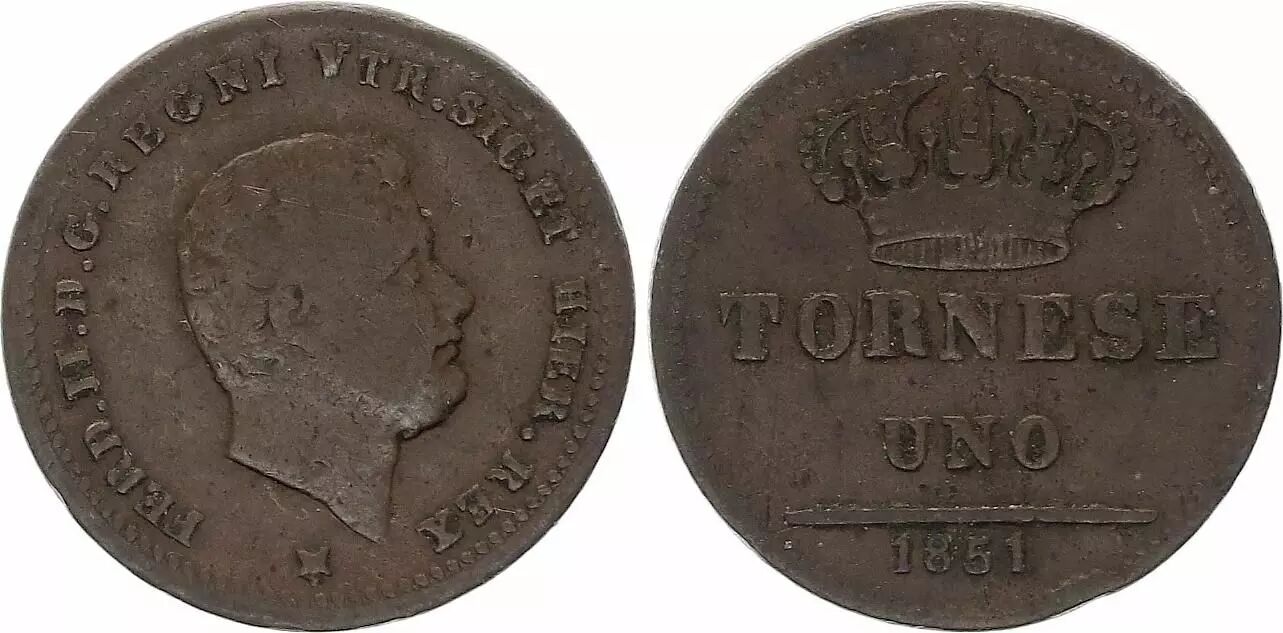 FERD.II.D.G.REGNI VTR.SIC.ET HIER.REX
TORNESE
UNO
1851